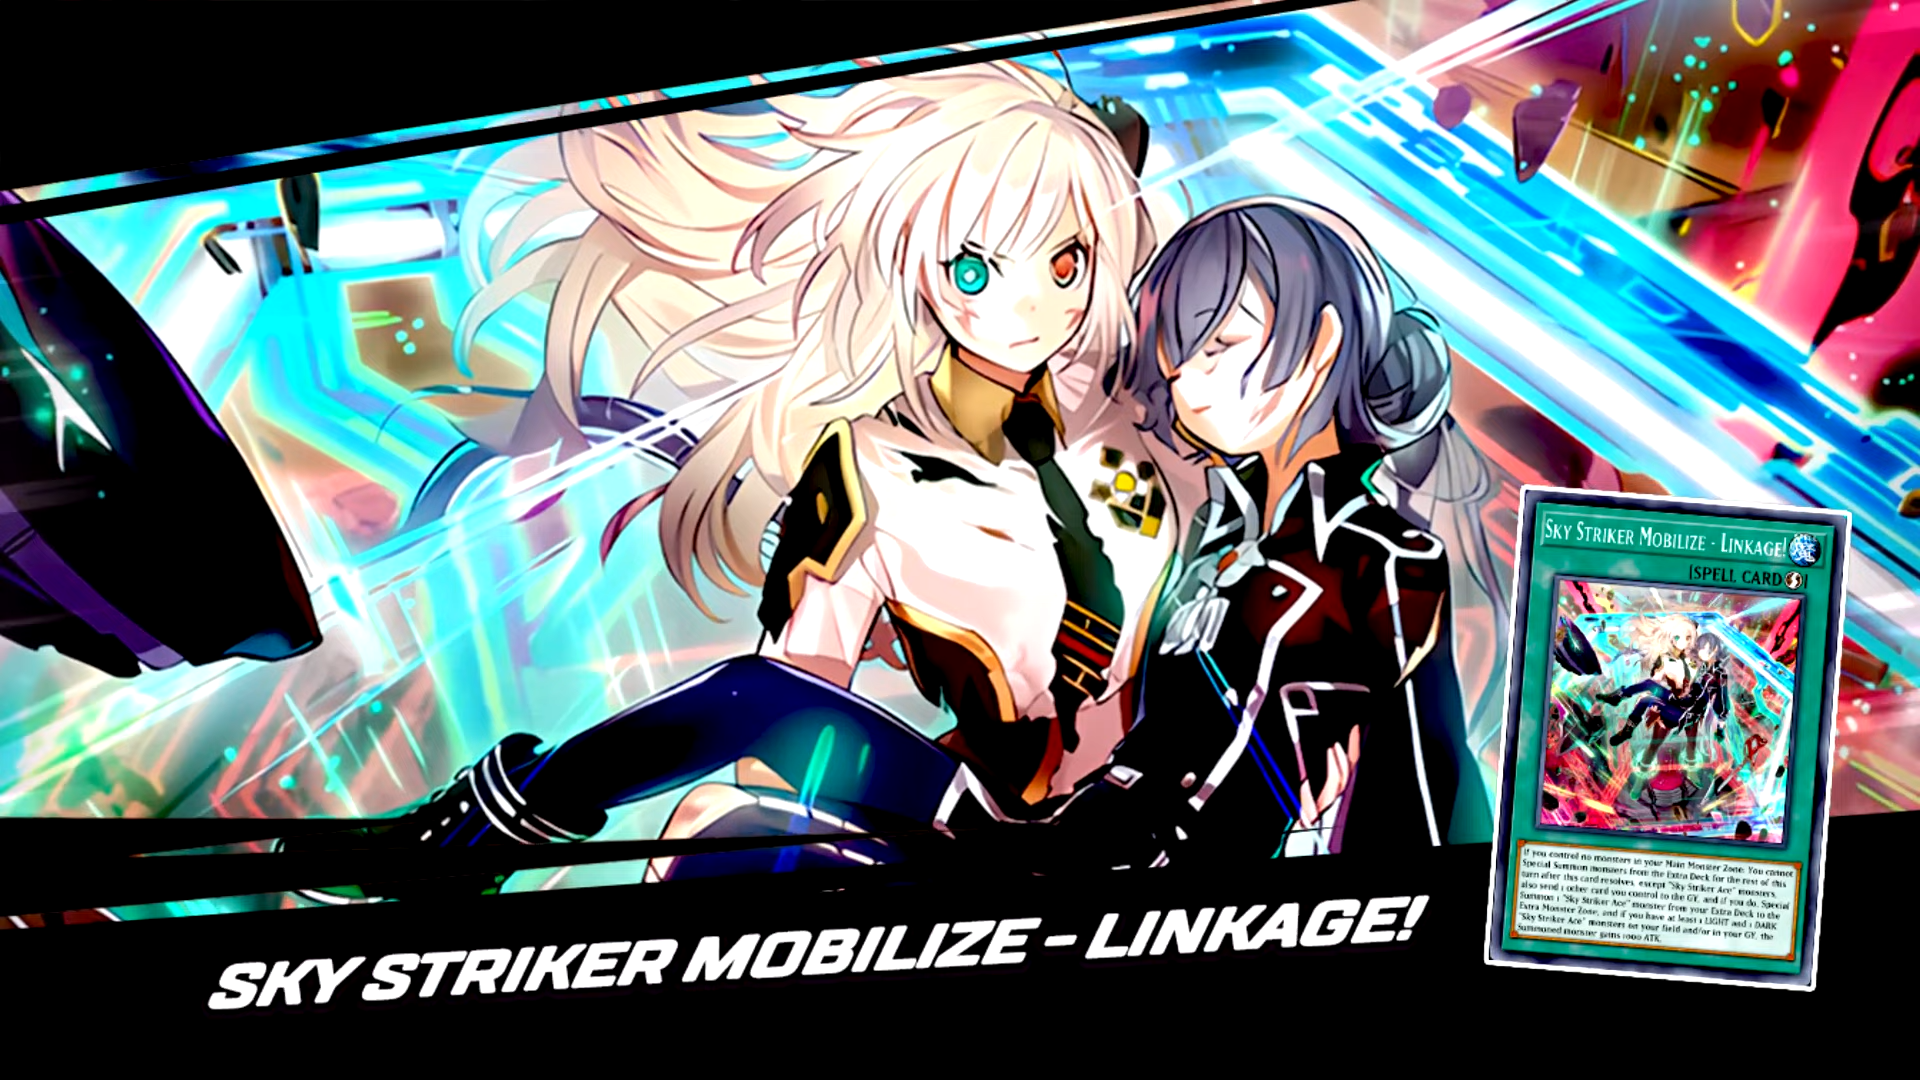 SKY STRIKER MOBILIZE - LINKAGE!
SKY STRIKER MOBILIZE - LINKAGE!
[SPELL CARD]
If you control no monsters in your Main Monster Zone: You cannot
Special Summon monsters from the Extra Deck for the rest of this
turn after this card resolves, except "Sky Striker Ace" monsters,
also send 1 other card you control to the GY, and if you do, Special
Summon 1 "Sky Striker Ace" monster from your Extra Deck to the
Extra Monster Zone, and if you have at least 1 LIGHT and 1 DARK
"Sky Striker Ace" monsters on your field and/or in your GY, the
Summoned monster gains 1000 ATK.